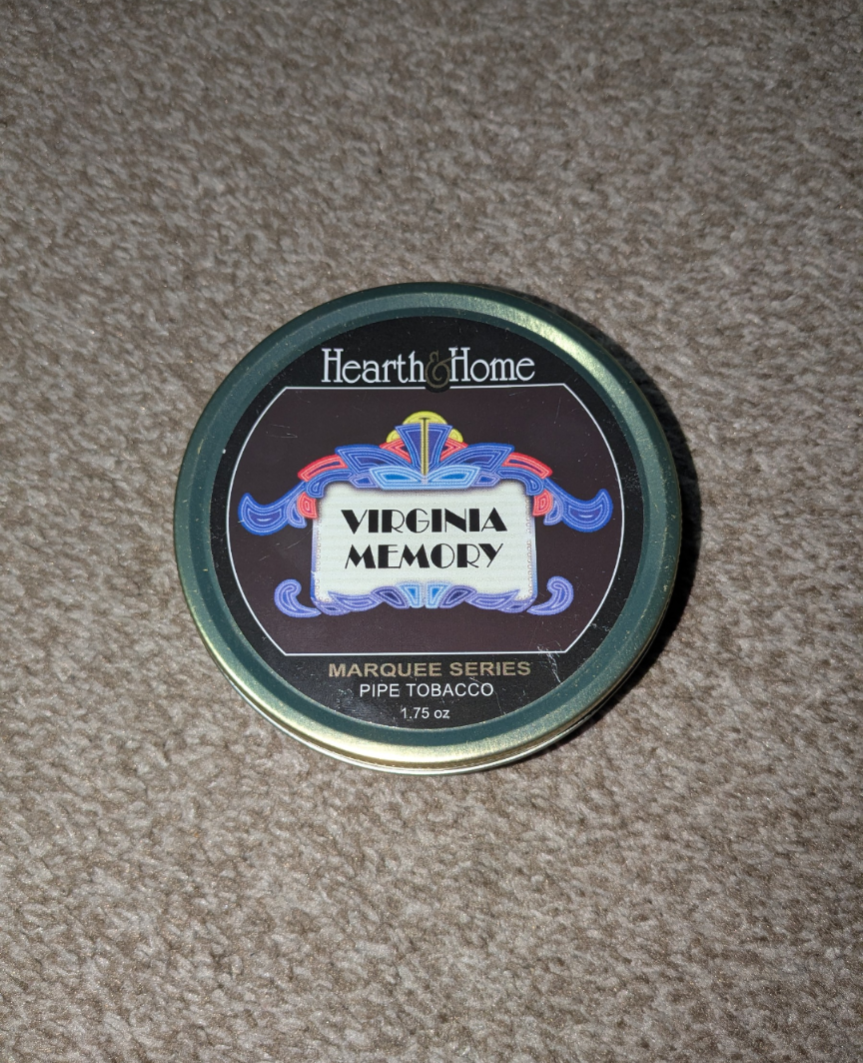 Hearth & Home
VIRGINIA
MEMORY
MARQUEE SERIES
PIPE TOBACCO
1.75 oz